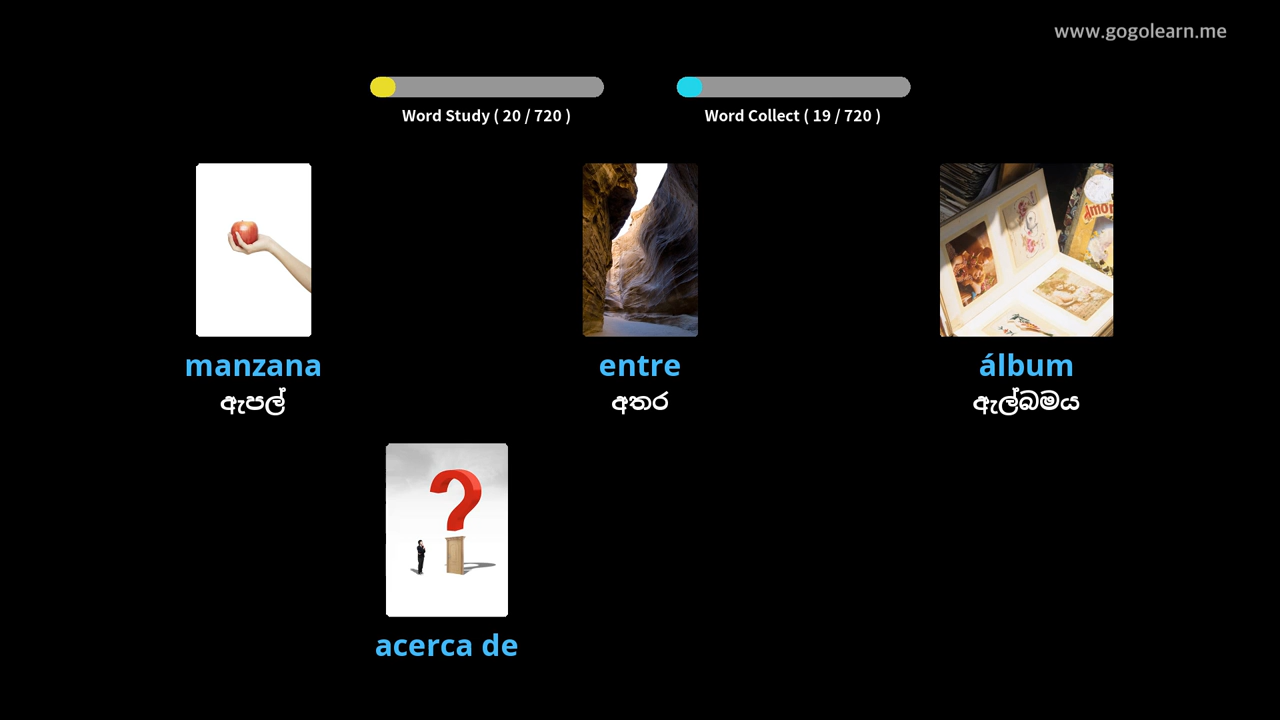 www.gogolearn.me
Word Study ( 20 / 720 )
Word Collect ( 19 / 720 )
manzana
ඇපල්
entre
අතර
álbum
ඇල්බමය
acerca de